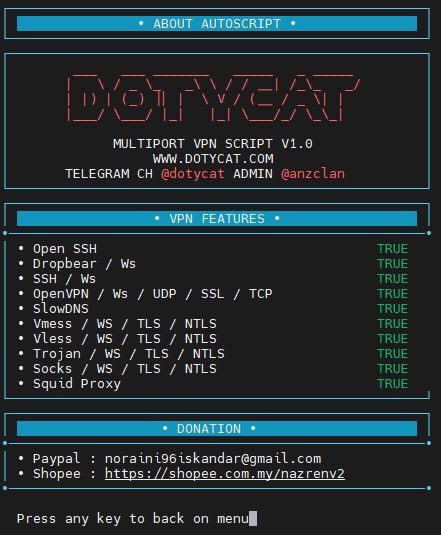 • ABOUT AUTOSCRIPT •
DOTYCAT
MULTIPORT VPN SCRIPT V1.0
WWW.DOTYCAT.COM
TELEGRAM CH @dotycat ADMIN @anzclan
• VPN FEATURES •
• Open SSH TRUE
• Dropbear / Ws TRUE
• SSH / Ws TRUE
• OpenVPN / Ws / UDP / SSL / TCP TRUE
• SlowDNS TRUE
• Vmess / WS / TLS / NTLS TRUE
• Vless / WS / TLS / NTLS TRUE
• Trojan / WS / TLS / NTLS TRUE
• Socks / WS / TLS / NTLS TRUE
• Squid Proxy TRUE
• DONATION •
• Paypal : noraini96iskandar@gmail.com
• Shopee : https://shopee.com.my/nazrenv2
Press any key to back on menu